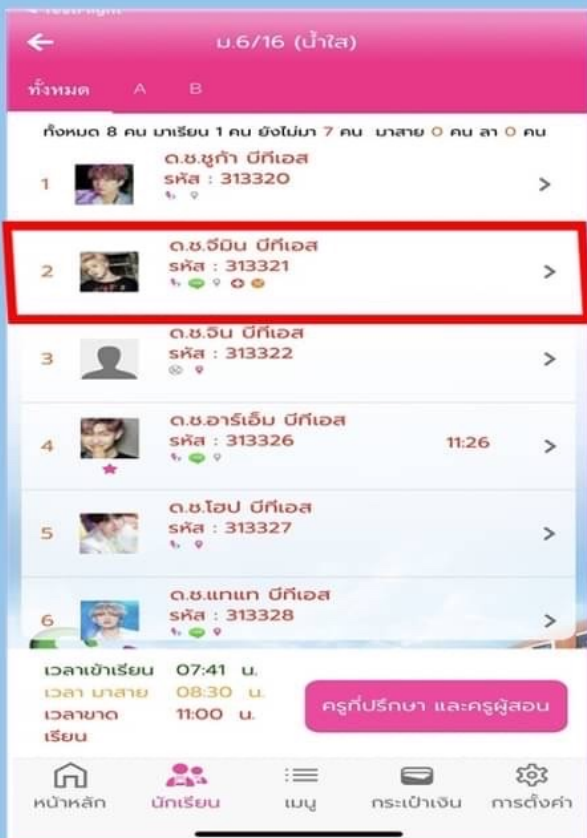 ม.6/16 (น้ำใส)
ทั้งหมด A B
ทั้งหมด 8 คน มาเรียน 1 คน ยังไม่มา 7 คน มาสาย 0 คน ลา 0 คน
1
ด.ช.ชูก้า บีทีเอส
รหัส : 313320
2
ด.ช.จีมิน บีทีเอส
รหัส : 313321
3
ด.ช.จิน บีทีเอส
รหัส : 313322
4
ด.ช.อาร์เอ็ม บีทีเอส
รหัส : 313326
11:26
5
ด.ช.โฮป บีทีเอส
รหัส : 313327
6
ด.ช.แทแท บีทีเอส
รหัส : 313328
เวลาเข้าเรียน 07:41 น.
เวลา มาสาย 08:30 น.
เวลาขาด 11:00 น.
เรียน
ครูที่ปรึกษา และครูผู้สอน
หน้าหลัก นักเรียน เมนู กระเป๋าเงิน การตั้งค่า